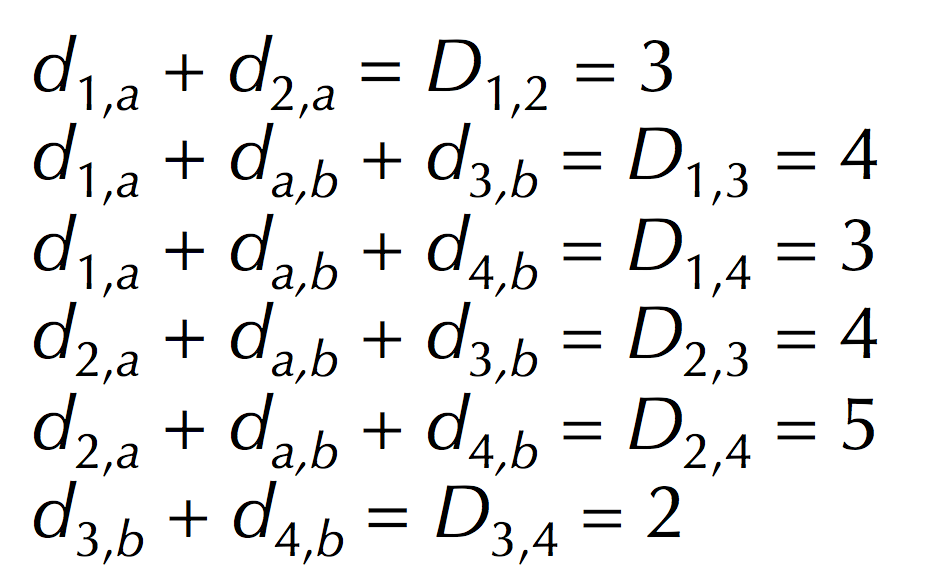 d1,a + d2,a = D1,2 = 3
d1,a + da,b + d3,b = D1,3 = 4
d1,a + da,b + d4,b = D1,4 = 3
d2,a + da,b + d3,b = D2,3 = 4
d2,a + da,b + d4,b = D2,4 = 5
d3,b + d4,b = D3,4 = 2